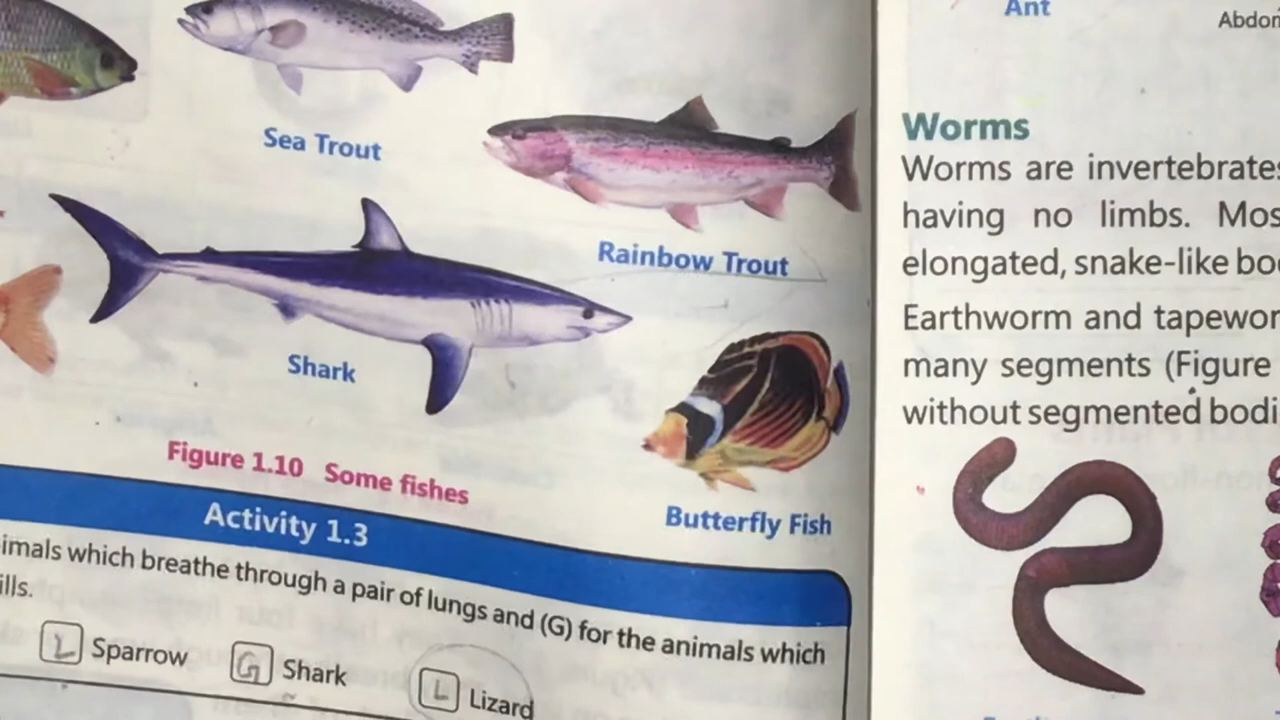 Sea Trout
Rainbow Trout
Shark
Butterfly Fish
Figure 1.10 Some fishes
Activity 1.3
imals which breathe through a pair of lungs and (G) for the animals which
ills.
L Sparrow G Shark L Lizard
Ant
Abdon
Worms
Worms are invertebrates
having no limbs. Mos
elongated, snake-like bo
Earthworm and tapewor
many segments (Figure
without segmented bodi